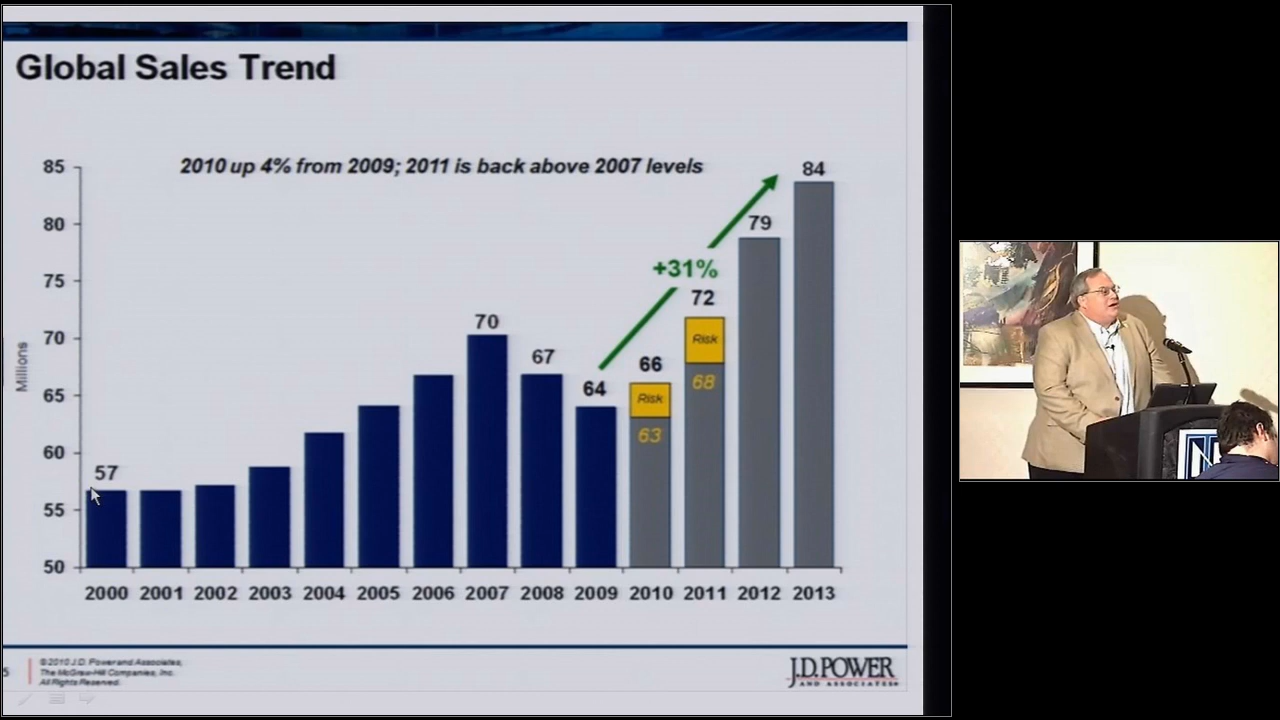 Global Sales Trend
2010 up 4% from 2009; 2011 is back above 2007 levels
85
80
75
70
65
60
55
50
Millions
57
70
67
64
66
Risk
63
+31%
72
Risk
68
79
84
2000 2001 2002 2003 2004 2005 2006 2007 2008 2009 2010 2011 2012 2013
5
©2010 J.D. Power and Associates,
The McGraw-Hill Companies, Inc.
All Rights Reserved.
J.D. POWER
AND ASSOCIATES®